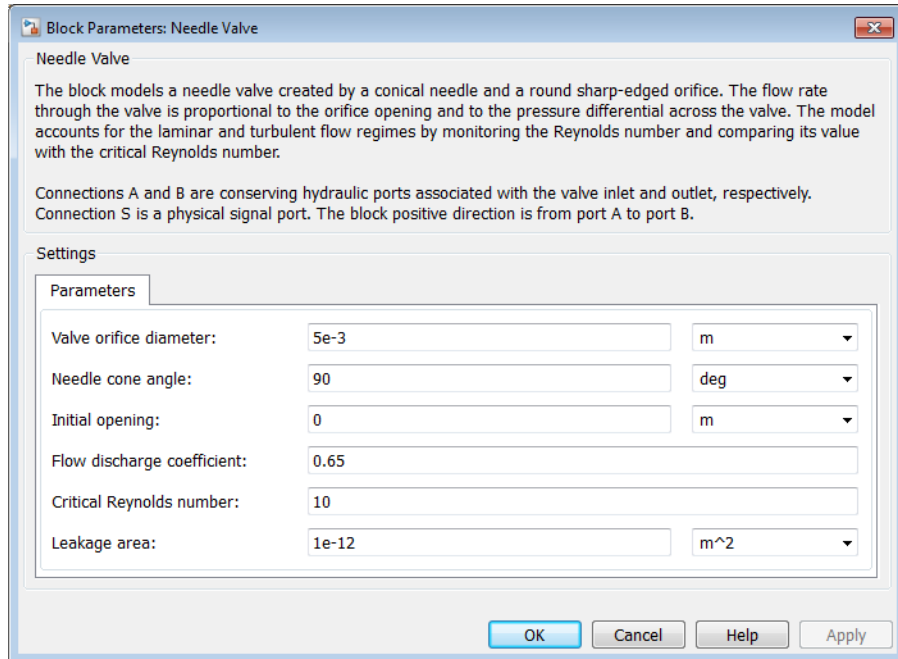 Block Parameters: Needle Valve
Needle Valve
The block models a needle valve created by a conical needle and a round sharp-edged orifice. The flow rate
through the valve is proportional to the orifice opening and to the pressure differential across the valve. The model
accounts for the laminar and turbulent flow regimes by monitoring the Reynolds number and comparing its value
with the critical Reynolds number.
Connections A and B are conserving hydraulic ports associated with the valve inlet and outlet, respectively.
Connection S is a physical signal port. The block positive direction is from port A to port B.
Settings
Parameters
Valve orifice diameter: 5e-3 m
Needle cone angle: 90 deg
Initial opening: 0 m
Flow discharge coefficient: 0.65
Critical Reynolds number: 10
Leakage area: 1e-12 m^2
OK Cancel Help Apply